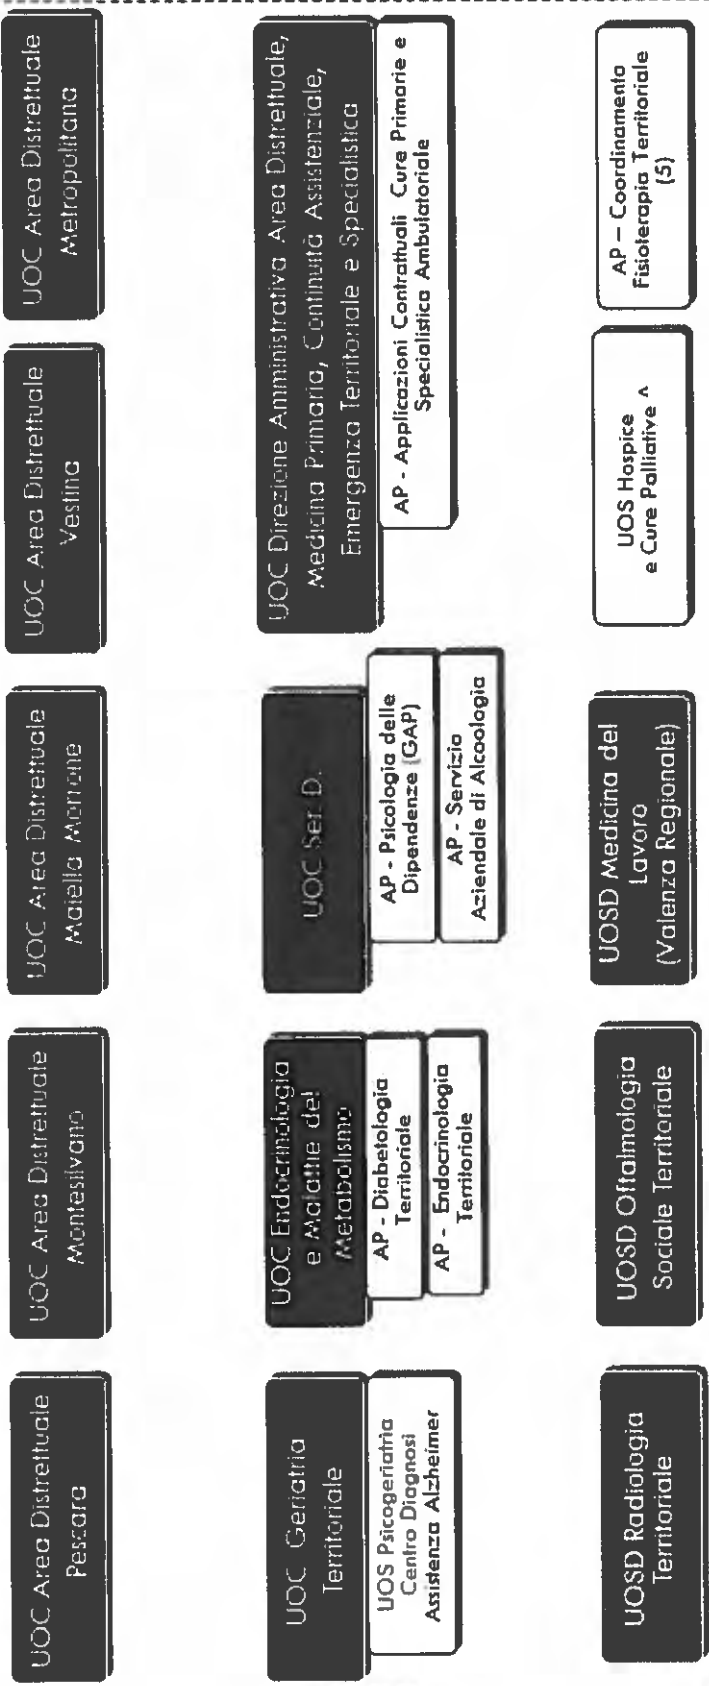 UOC Area Distrettuale
Pescara
UOC Area Distrettuale
Montesilvano
UOC Area Distrettuale
Maiella Morrone
UOC Area Distrettuale
Vestina
UOC Area Distrettuale
Metropolitana
UOC Geriatria
Territoriale
UOS Psicogeriatria
Centro Diagnosi
Assistenza Alzheimer
UOC Endocrinologia
e Malattie del
Metabolismo
AP - Diabetologia
Territoriale
AP - Endocrinologia
Territoriale
UOC Ser. D.
AP - Psicologia delle
Dipendenze (GAP)
AP - Servizio
Aziendale di Alcoologia
UOC Direzione Amministrativa Area Distrettuale,
Medicina Primaria, Continuità Assistenziale,
Emergenza Territoriale e Specialistica
AP - Applicazioni Contrattuali Cure Primarie e
Specialistica Ambulatoriale
UOSD Radiologia
Territoriale
UOSD Oftalmologia
Sociale Territoriale
UOSD Medicina del
Lavoro
(Valenza Regionale)
UOS Hospice
e Cure Palliative ^
AP – Coordinamento
Fisioterapia Territoriale
(5)